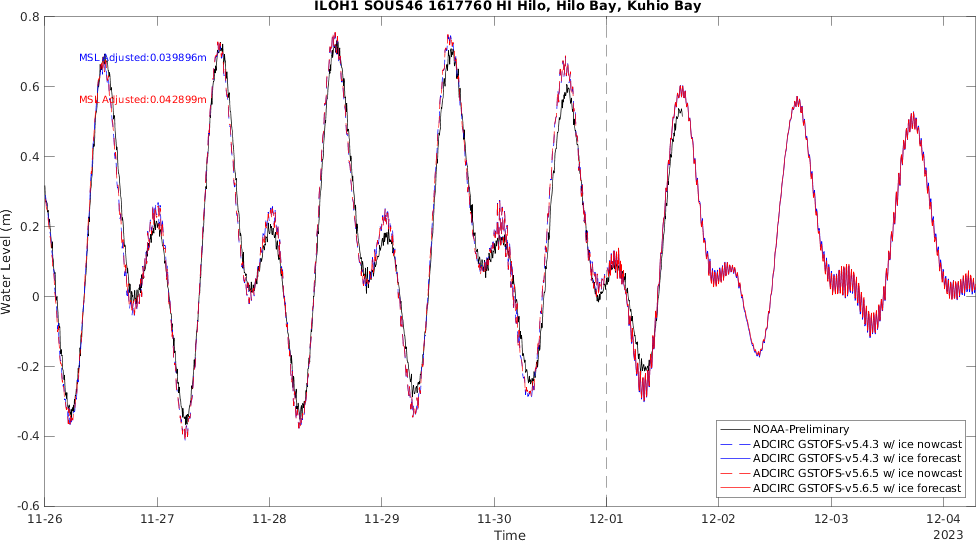 ILOH1 SOUS46 1617760 HI Hilo, Hilo Bay, Kuhio Bay
0.8
0.6
0.4
0.2
0
-0.2
-0.4
-0.6
Water Level (m)
MSL Adjusted:0.039896m
MSL Adjusted:0.042899m
NOAA-Preliminary
ADCIRC GSTOFS-v5.4.3 w/ ice nowcast
ADCIRC GSTOFS-v5.4.3 w/ ice forecast
ADCIRC GSTOFS-v5.6.5 w/ ice nowcast
ADCIRC GSTOFS-v5.6.5 w/ ice forecast
11-26 11-27 11-28 11-29 11-30 12-01 12-02 12-03 12-04
Time
2023